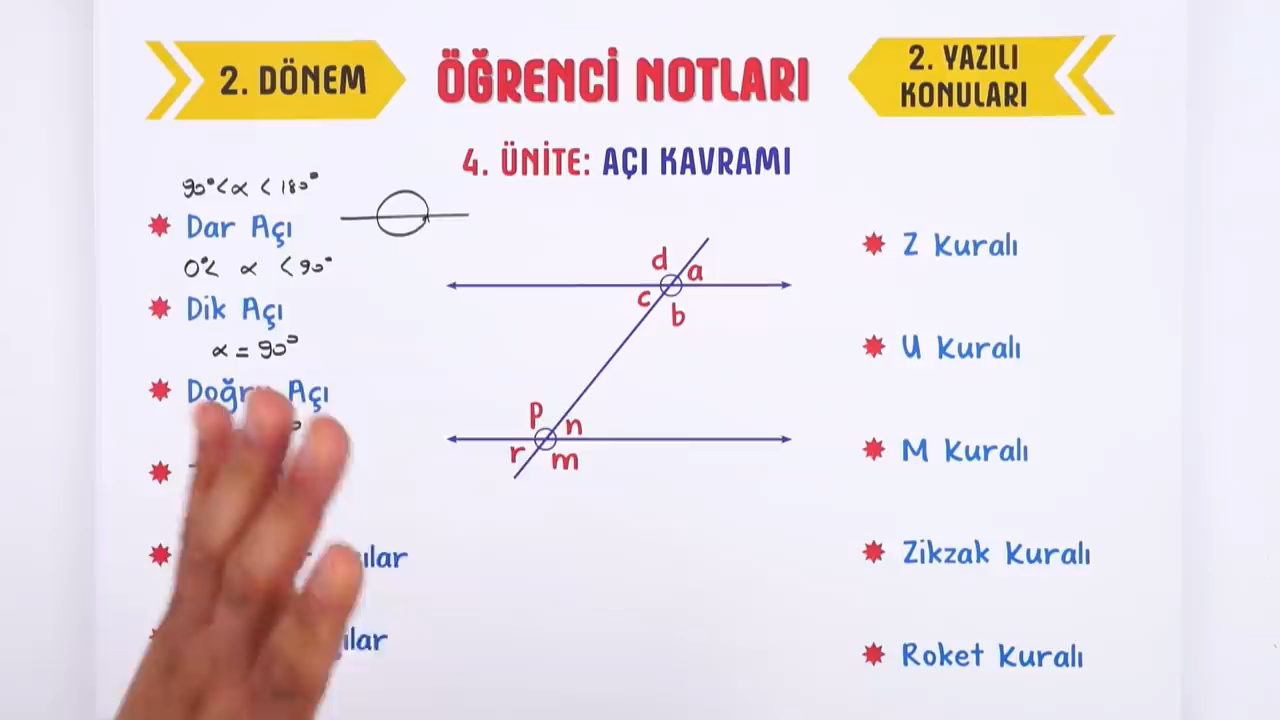 2. DÖNEM
ÖĞRENCİ NOTLARI
2. YAZILI
KONULARI
4. ÜNİTE: AÇI KAVRAMI
90° < α < 180°
Dar Açı
0° < α < 90°
Dik Açı
α = 90°
Açı
d
a
c
b
p
n
r
m
Z Kuralı
U Kuralı
M Kuralı
Zikzak Kuralı
Roket Kuralı